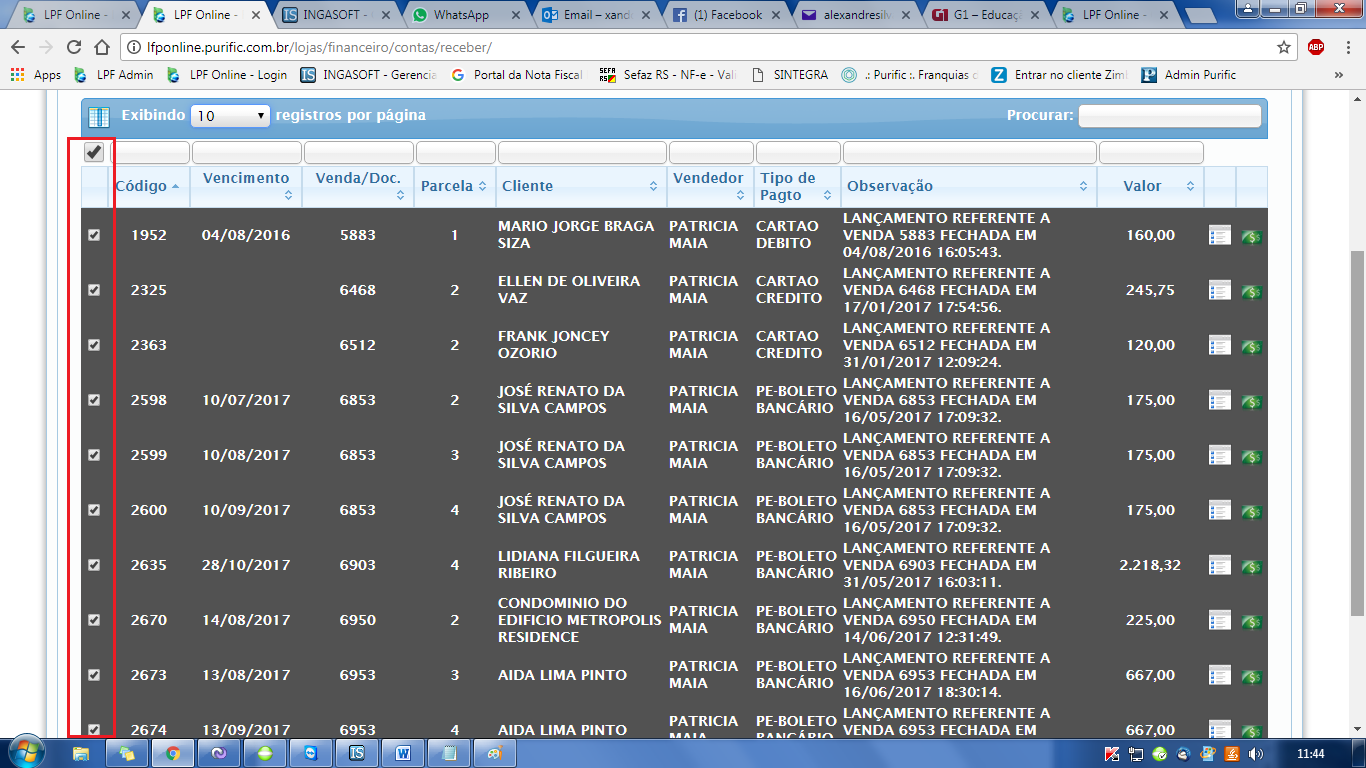 LPF Online -
LPF Online -
INGASOFT -
WhatsApp
Email – xand
(1) Facebook
alexandresilv
G1 – Educaç
LPF Online -
lfponline.purific.com.br/lojas/financeiro/contas/receber/
ABP
Apps
LPF Admin
LPF Online - Login
IS
INGASOFT - Gerencia
Portal da Nota Fiscal
Sefaz RS - NF-e - Vali
SINTEGRA
.: Purific :. Franquias
Entrar no cliente Zim
Admin Purific
»
Exibindo 10 registros por página
Procurar:
Código
Vencimento
Venda/Doc.
Parcela
Cliente
Vendedor
Tipo de
Pagto
Observação
Valor
1952
04/08/2016
5883
1
MARIO JORGE BRAGA
SIZA
PATRICIA
MAIA
CARTAO
DEBITO
LANÇAMENTO REFERENTE A
VENDA 5883 FECHADA EM
04/08/2016 16:05:43.
160,00
2325
6468
2
ELLEN DE OLIVEIRA
VAZ
PATRICIA
MAIA
CARTAO
CREDITO
LANÇAMENTO REFERENTE A
VENDA 6468 FECHADA EM
17/01/2017 17:54:56.
245,75
2363
6512
2
FRANK JONCEY
OZORIO
PATRICIA
MAIA
CARTAO
CREDITO
LANÇAMENTO REFERENTE A
VENDA 6512 FECHADA EM
31/01/2017 12:09:24.
120,00
2598
10/07/2017
6853
2
JOSÉ RENATO DA
SILVA CAMPOS
PATRICIA
MAIA
PE-BOLETO
BANCÁRIO
LANÇAMENTO REFERENTE A
VENDA 6853 FECHADA EM
16/05/2017 17:09:32.
175,00
2599
10/08/2017
6853
3
JOSÉ RENATO DA
SILVA CAMPOS
PATRICIA
MAIA
PE-BOLETO
BANCÁRIO
LANÇAMENTO REFERENTE A
VENDA 6853 FECHADA EM
16/05/2017 17:09:32.
175,00
2600
10/09/2017
6853
4
JOSÉ RENATO DA
SILVA CAMPOS
PATRICIA
MAIA
PE-BOLETO
BANCÁRIO
LANÇAMENTO REFERENTE A
VENDA 6853 FECHADA EM
16/05/2017 17:09:32.
175,00
2635
28/10/2017
6903
4
LIDIANA FILGUEIRA
RIBEIRO
PATRICIA
MAIA
PE-BOLETO
BANCÁRIO
LANÇAMENTO REFERENTE A
VENDA 6903 FECHADA EM
31/05/2017 16:03:11.
2.218,32
2670
14/08/2017
6950
2
CONDOMINIO DO
EDIFICIO METROPOLIS
RESIDENCE
PATRICIA
MAIA
PE-BOLETO
BANCÁRIO
LANÇAMENTO REFERENTE A
VENDA 6950 FECHADA EM
14/06/2017 12:31:49.
225,00
2673
13/08/2017
6953
3
AIDA LIMA PINTO
PATRICIA
MAIA
PE-BOLETO
BANCÁRIO
LANÇAMENTO REFERENTE A
VENDA 6953 FECHADA EM
16/06/2017 18:30:14.
667,00
2674
13/09/2017
6953
4
AIDA LIMA PINTO
PATRICIA
MAIA
PE-BOLETO
BANCÁRIO
LANÇAMENTO REFERENTE A
VENDA 6953 FECHADA EM
667,00
11:44